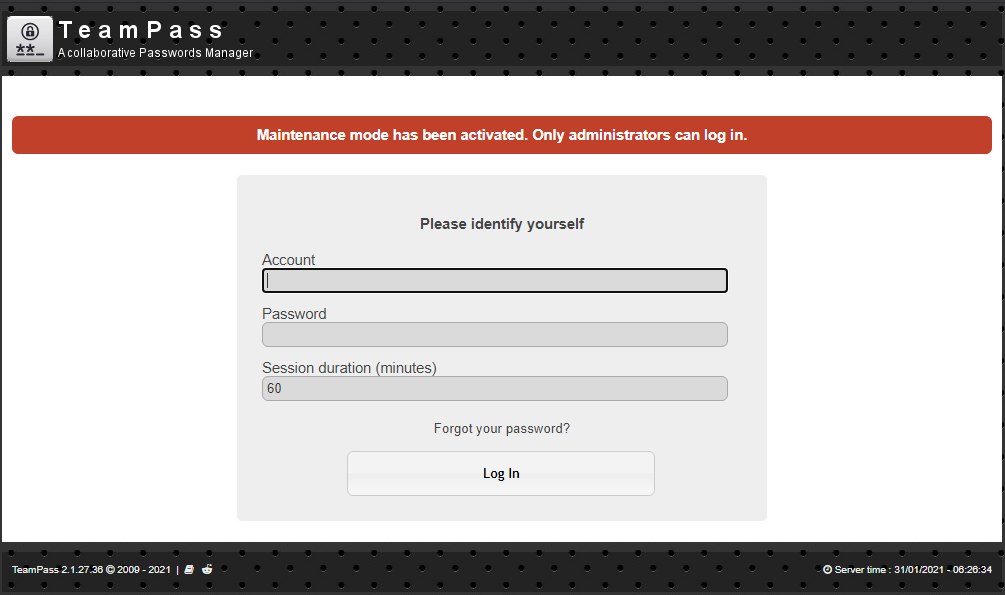 TeamPass
A collaborative Passwords Manager
Maintenance mode has been activated. Only administrators can log in.
Please identify yourself
Account
Password
Session duration (minutes)
60
Forgot your password?
Log In
TeamPass 2.1.27.36 © 2009 - 2021 |
Server time : 31/01/2021 - 06:26:34